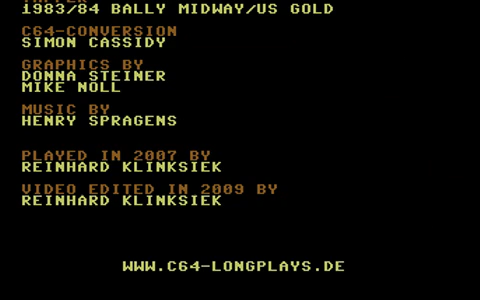 1983/84 BALLY MIDWAY/US GOLD
C64-CONVERSION
SIMON CASSIDY
GRAPHICS BY
DONNA STEINER
MIKE NOLL
MUSIC BY
HENRY SPRAGENS
PLAYED IN 2007 BY
REINHARD KLINKSIEK
VIDEO EDITED IN 2009 BY
REINHARD KLINKSIEK
WWW.C64-LONGPLAYS.DE